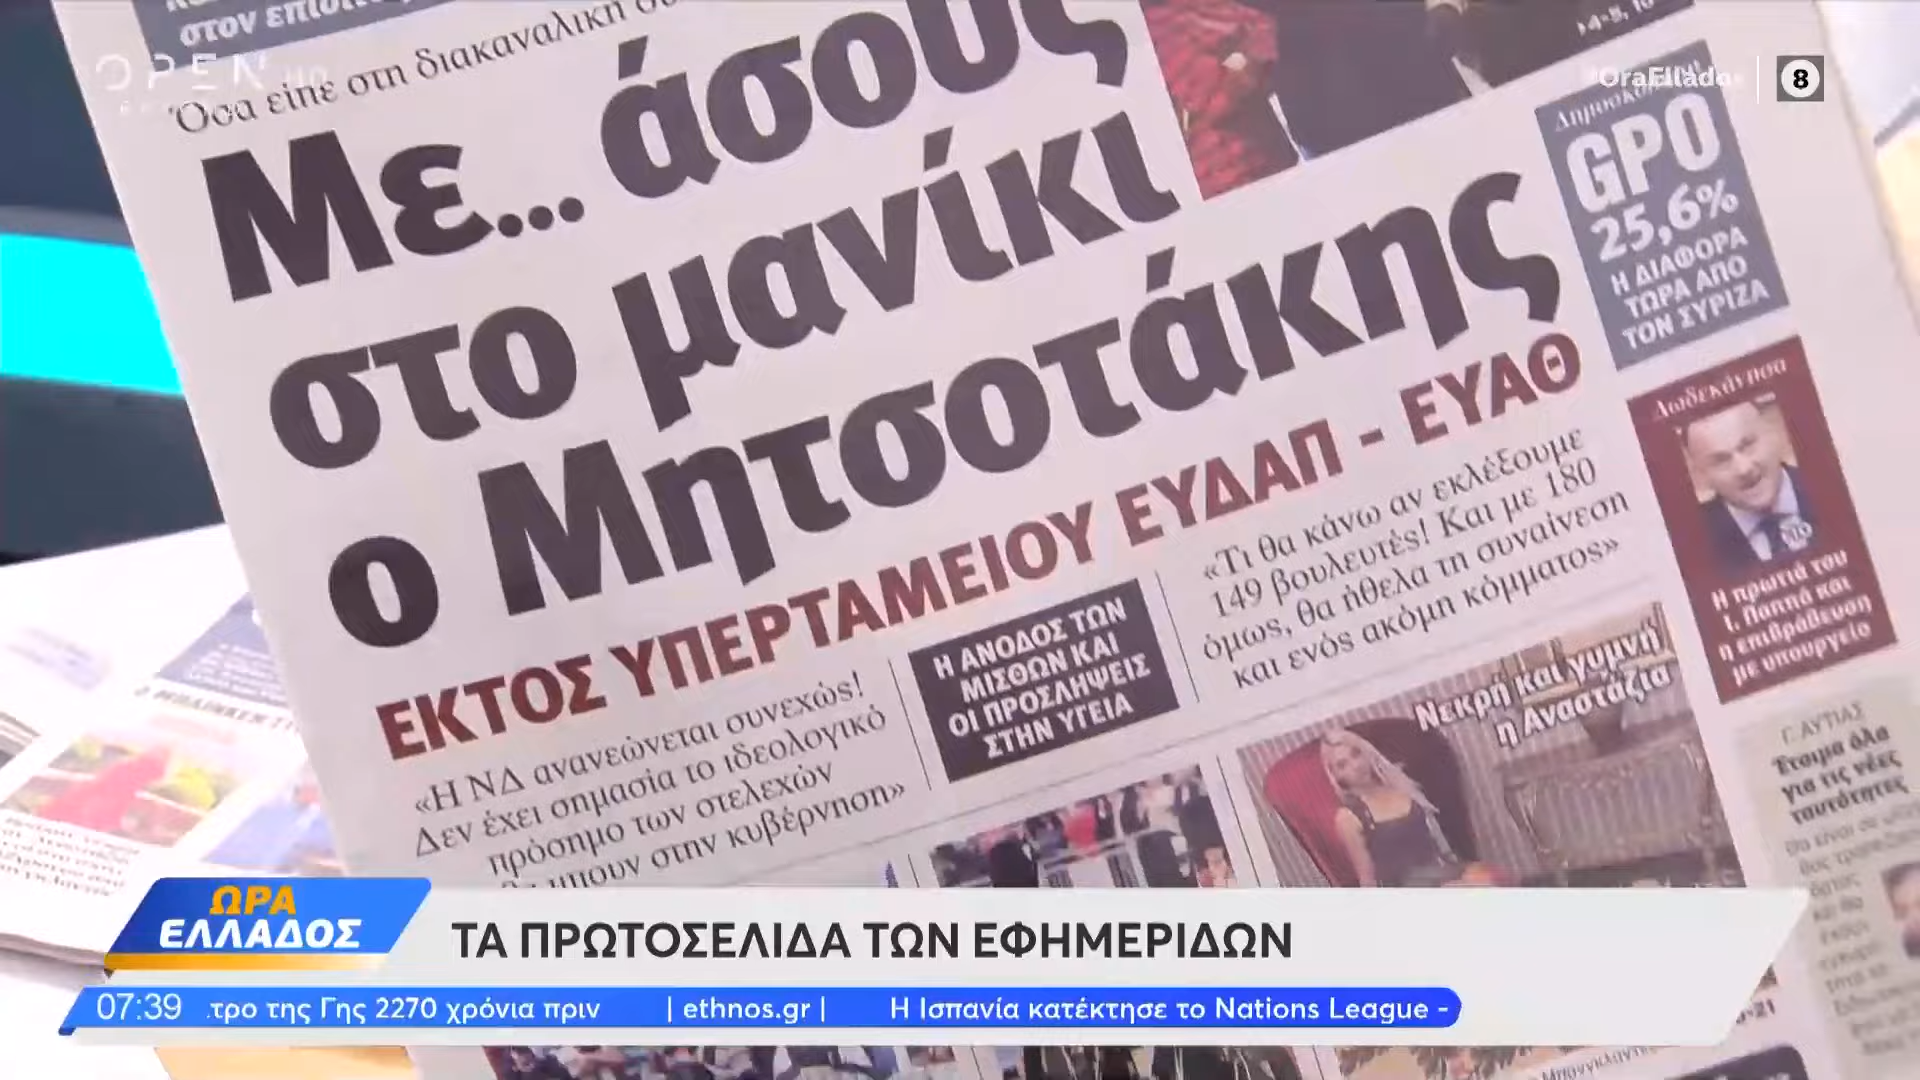 στον
Όσα είπε στη διακαναλική
Με... άσους
στο μανίκι
ο Μητσοτάκης
ΕΚΤΟΣ ΥΠΕΡΤΑΜΕΙΟΥ ΕΥΔΑΠ - ΕΥΑΘ
«Η ΝΔ ανανεώνεται συνεχώς!
Δεν έχει σημασία το ιδεολογικό
πρόσημο των στελεχών
μπουν στην κυβέρνηση»
Η ΑΝΟΔΟΣ ΤΩΝ
ΜΙΣΘΩΝ ΚΑΙ
ΟΙ ΠΡΟΣΛΗΨΕΙΣ
ΣΤΗΝ ΥΓΕΙΑ
«Τι θα κάνω αν εκλέξουμε
149 βουλευτές! Και με 180
όμως, θα ήθελα τη συναίνεση
και ενός ακόμη κόμματος»
Νεκρή και γυμνή
η Αναστάζια
GPO
25,6%
Η ΔΙΑΦΟΡΑ
ΤΩΡΑ ΑΠΟ
ΤΟΝ ΣΥΡΙΖΑ
Δωδεκάνησα
Η πρωτιά του
Ι. Παππά και
η επιβράβευση
με υπουργείο
Γ. ΑΥΤΙΑΣ
Έτοιμα όλα
για τις νέες
ταυτότητες
OPEN
#OraEllados
8
ΩΡΑ
ΕΛΛΑΔΟΣ
ΤΑ ΠΡΩΤΟΣΕΛΙΔΑ ΤΩΝ ΕΦΗΜΕΡΙΔΩΝ
07:39 .τρο της Γης 2270 χρόνια πριν | ethnos.gr | Η Ισπανία κατέκτησε το Nations League -